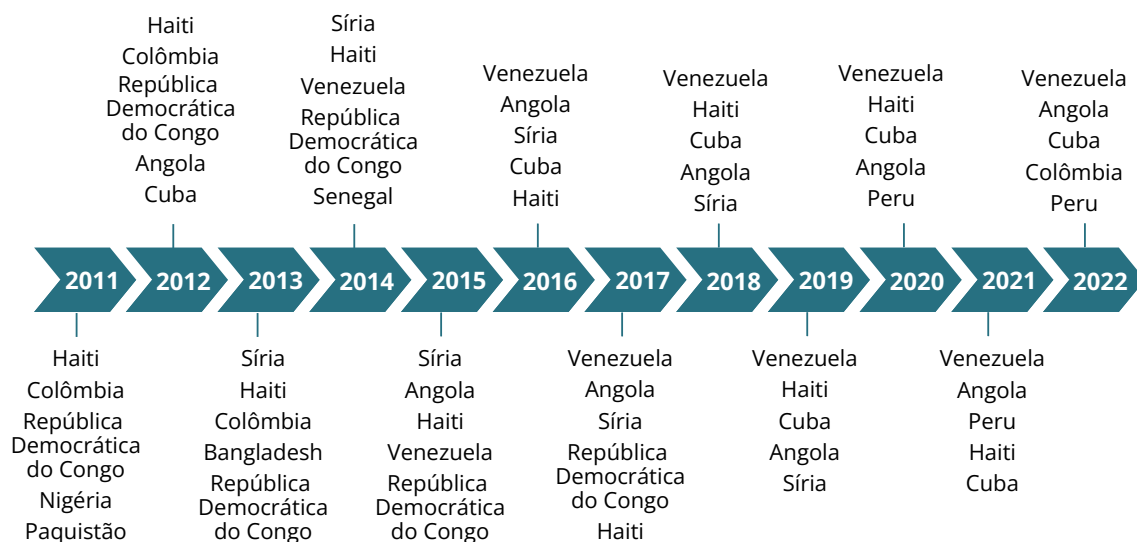 Haiti
Colômbia
República
Democrática
do Congo
Angola
Cuba
Síria
Haiti
Venezuela
República
Democrática
do Congo
Senegal
Venezuela
Angola
Síria
Cuba
Haiti
Venezuela
Haiti
Cuba
Angola
Síria
Venezuela
Haiti
Cuba
Angola
Peru
Venezuela
Angola
Cuba
Colômbia
Peru
2011 2012 2013 2014 2015 2016 2017 2018 2019 2020 2021 2022
Haiti
Colômbia
República
Democrática
do Congo
Nigéria
Paquistão
Síria
Haiti
Colômbia
Bangladesh
República
Democrática
do Congo
Síria
Angola
Haiti
Venezuela
República
Democrática
do Congo
Venezuela
Angola
Síria
República
Democrática
do Congo
Haiti
Venezuela
Haiti
Cuba
Angola
Síria
Venezuela
Angola
Peru
Haiti
Cuba